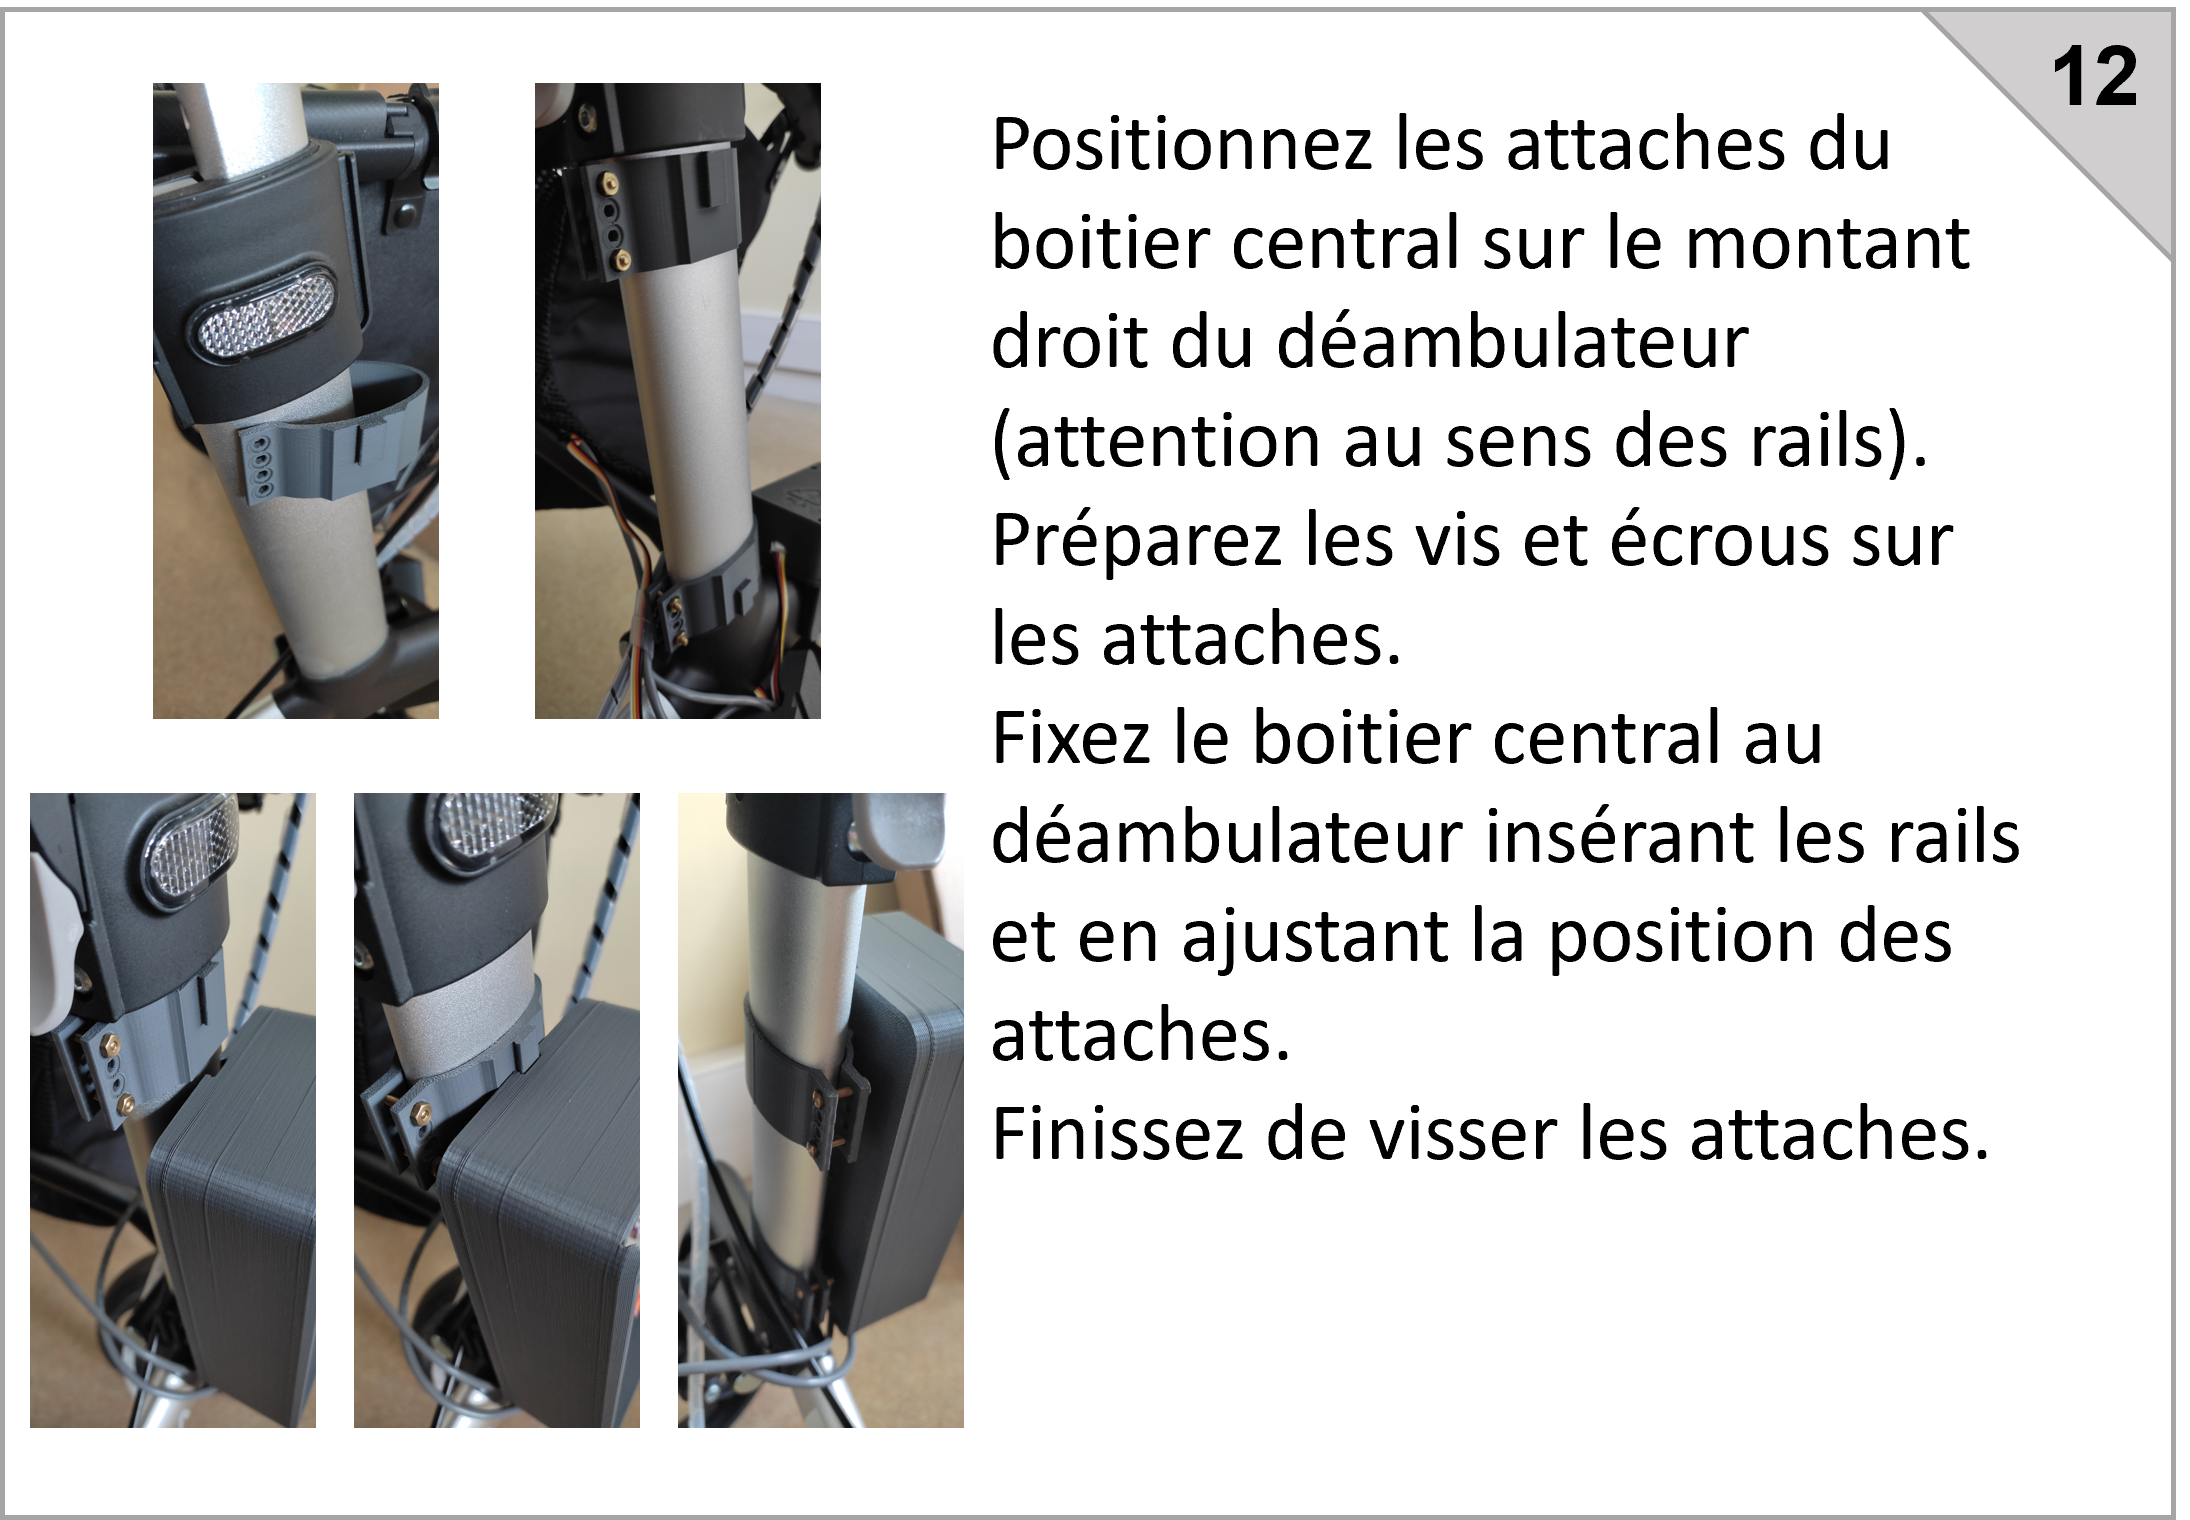 12
Positionnez les attaches du
boitier central sur le montant
droit du déambulateur
(attention au sens des rails).
Préparez les vis et écrous sur
les attaches.
Fixez le boitier central au
déambulateur insérant les rails
et en ajustant la position des
attaches.
Finissez de visser les attaches.